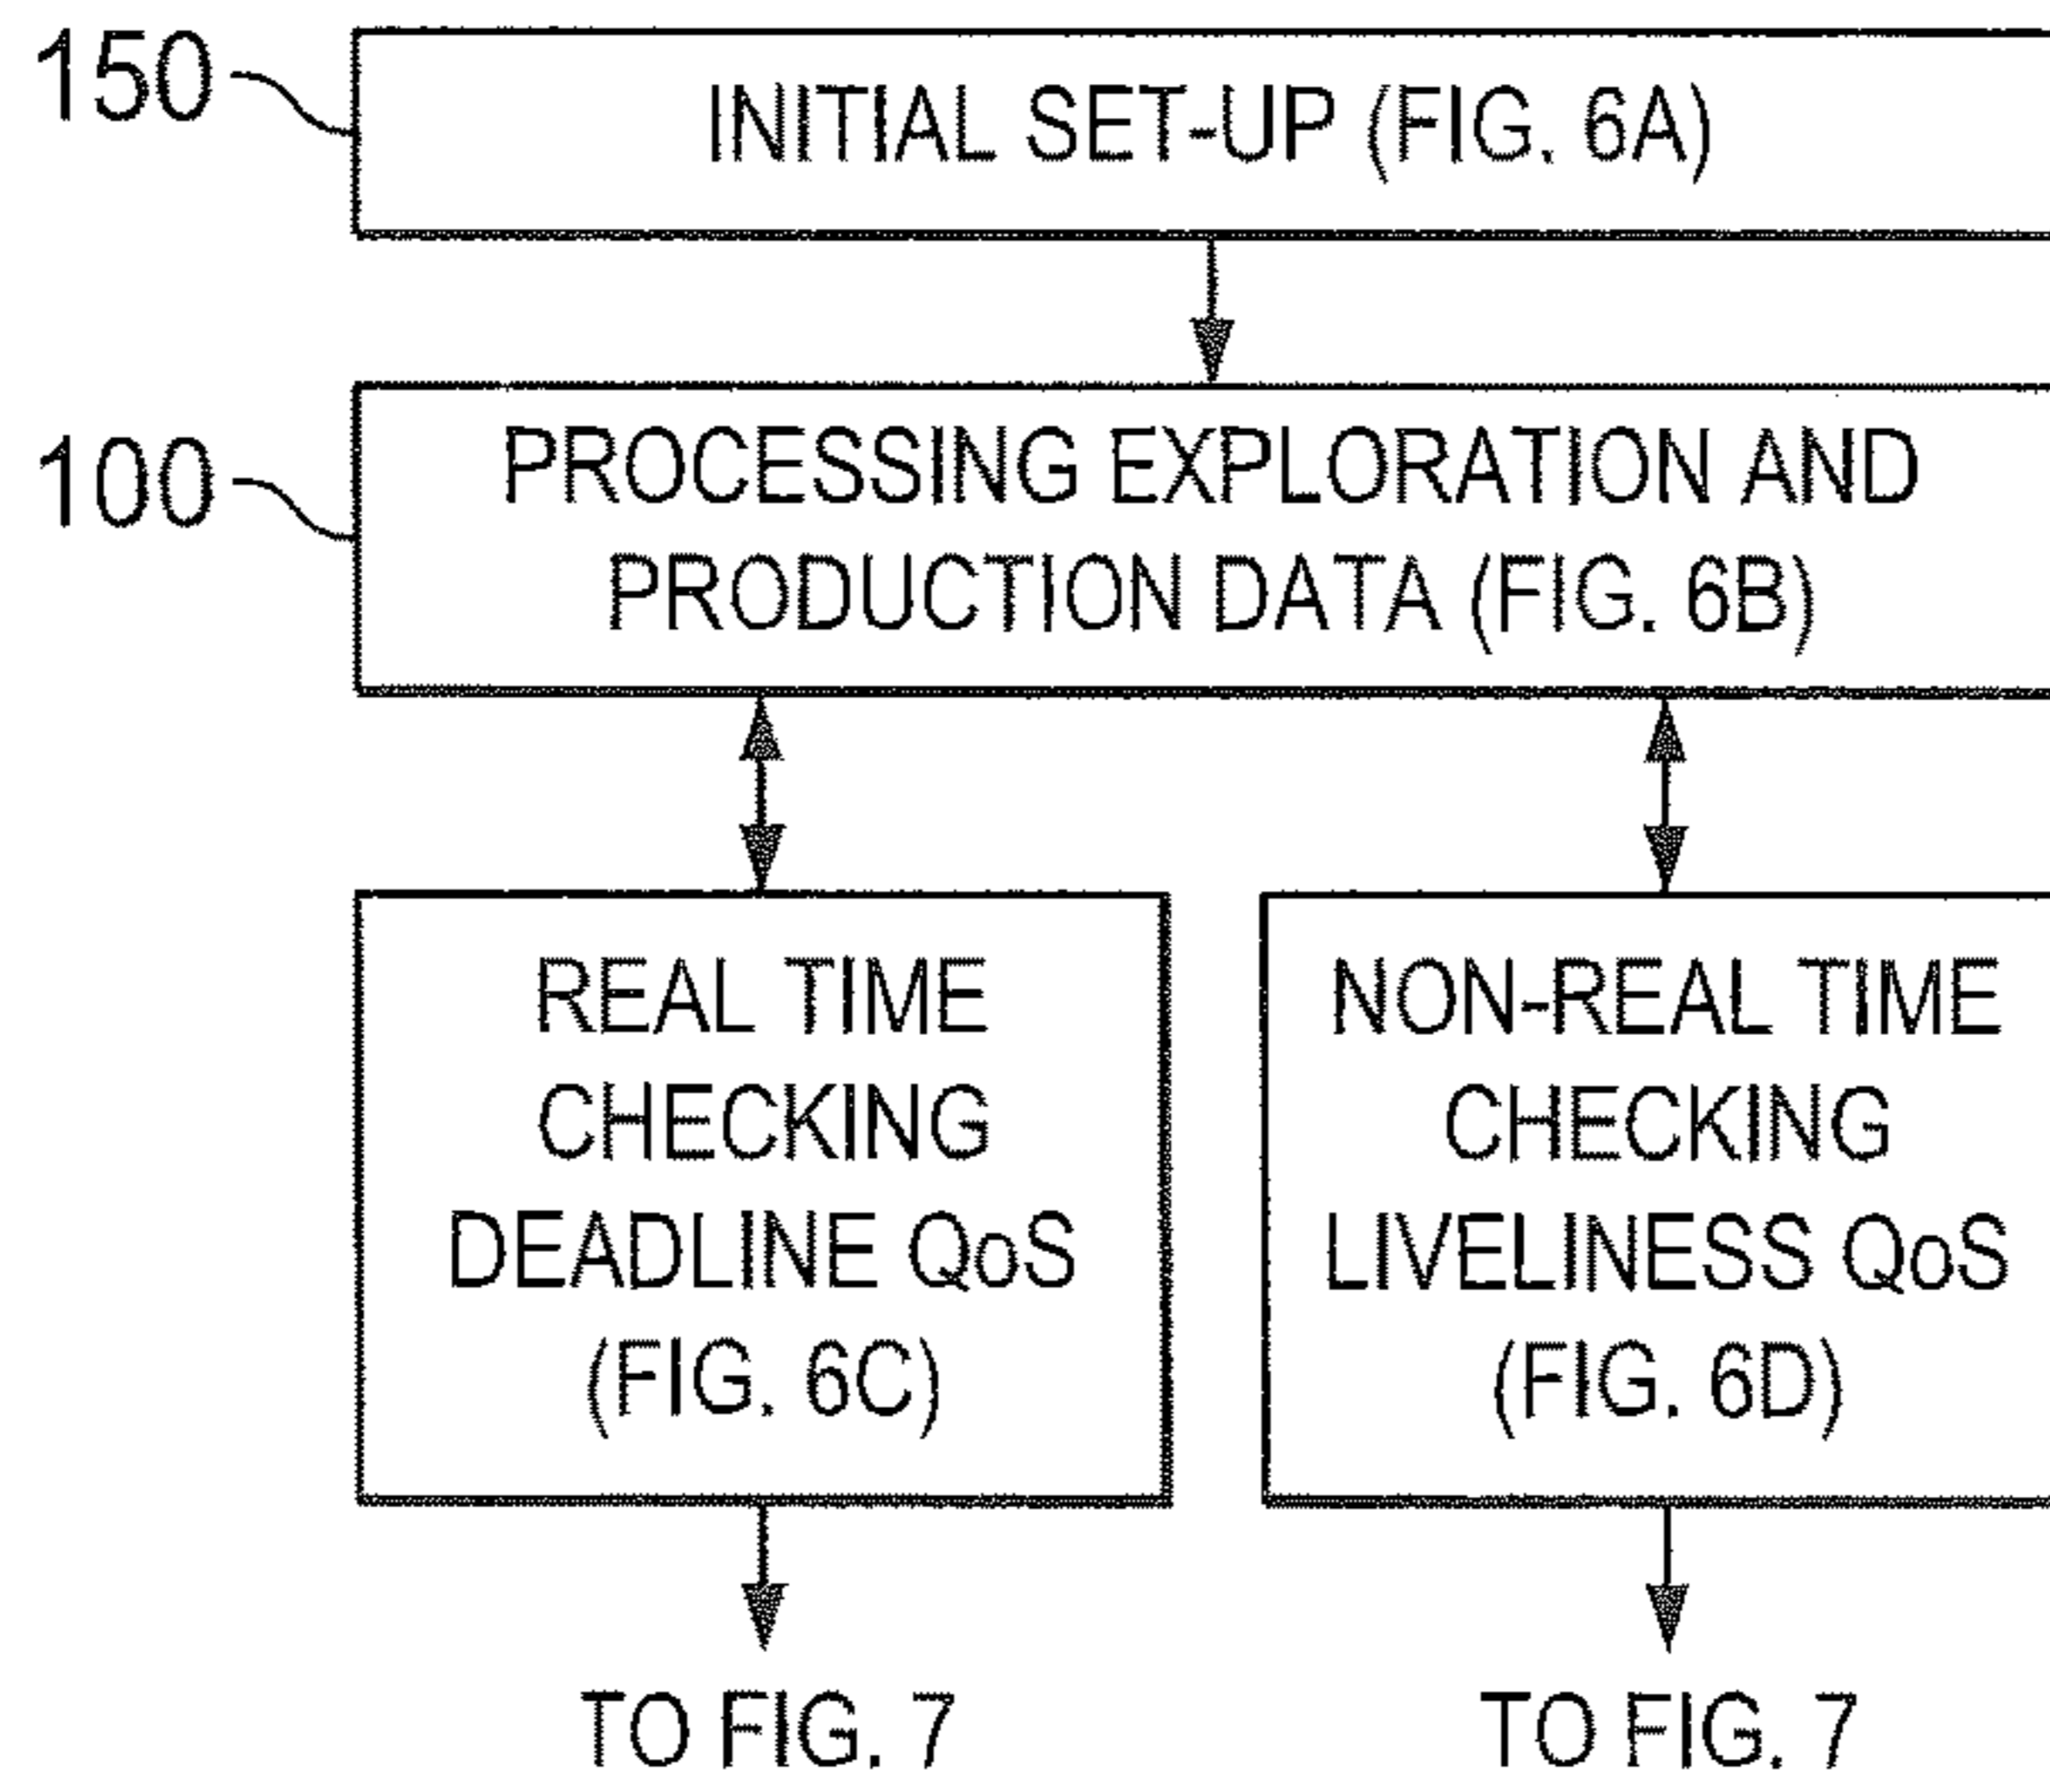 150
INITIAL SET-UP (FIG. 6A)
100
PROCESSING EXPLORATION AND
PRODUCTION DATA (FIG. 6B)
REAL TIME
CHECKING
DEADLINE QoS
(FIG. 6C)
NON-REAL TIME
CHECKING
LIVELINESS QoS
(FIG. 6D)
TO FIG. 7
TO FIG. 7